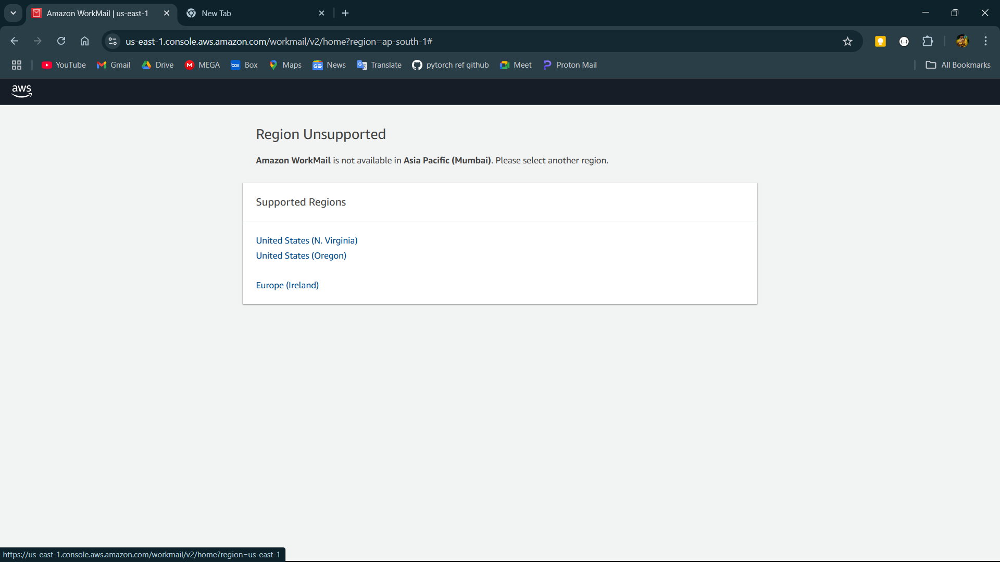 Amazon WorkMail | us-east-1
New Tab
us-east-1.console.aws.amazon.com/workmail/v2/home?region=ap-south-1#
YouTube
Gmail
Drive
MEGA
box
Box
Maps
News
Translate
pytorch ref github
Meet
Proton Mail
All Bookmarks
aws
Region Unsupported
Amazon WorkMail is not available in Asia Pacific (Mumbai). Please select another region.
Supported Regions
United States (N. Virginia)
United States (Oregon)
Europe (Ireland)
https://us-east-1.console.aws.amazon.com/workmail/v2/home?region=us-east-1